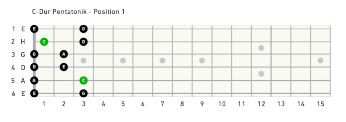 C-Dur Pentatonik - Position 1
1 E E G
2 H C D
3 G G A
4 D D E
5 A A C
6 E E G
1 2 3 4 5 6 7 8 9 10 11 12 13 14 15